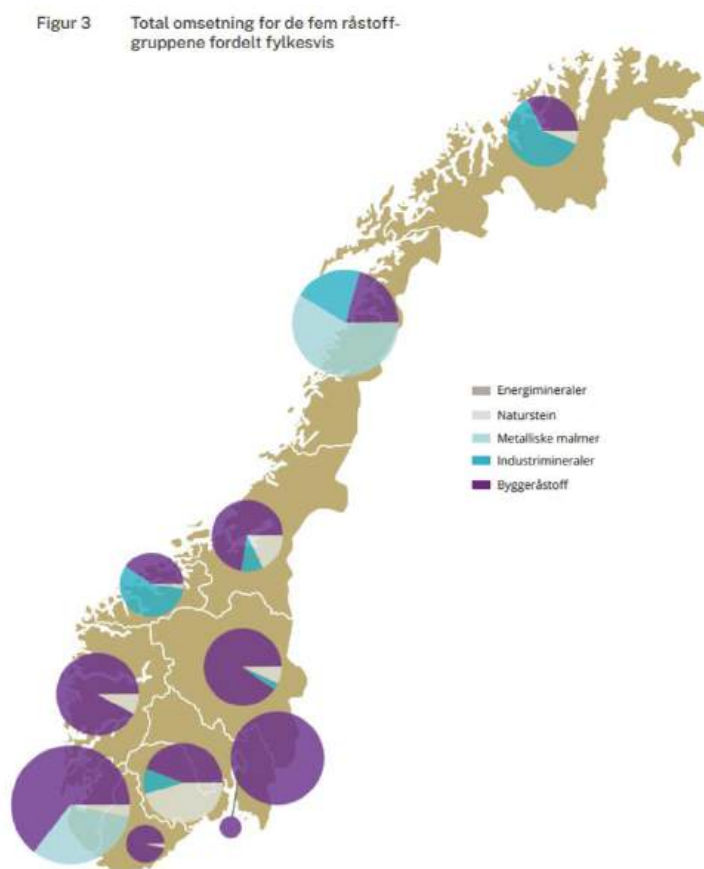 Figur 3 Total omsetning for de fem råstoff-
gruppene fordelt fylkesvis
Energimineraler
Naturstein
Metalliske malmer
Industrimineraler
Byggeråstoff